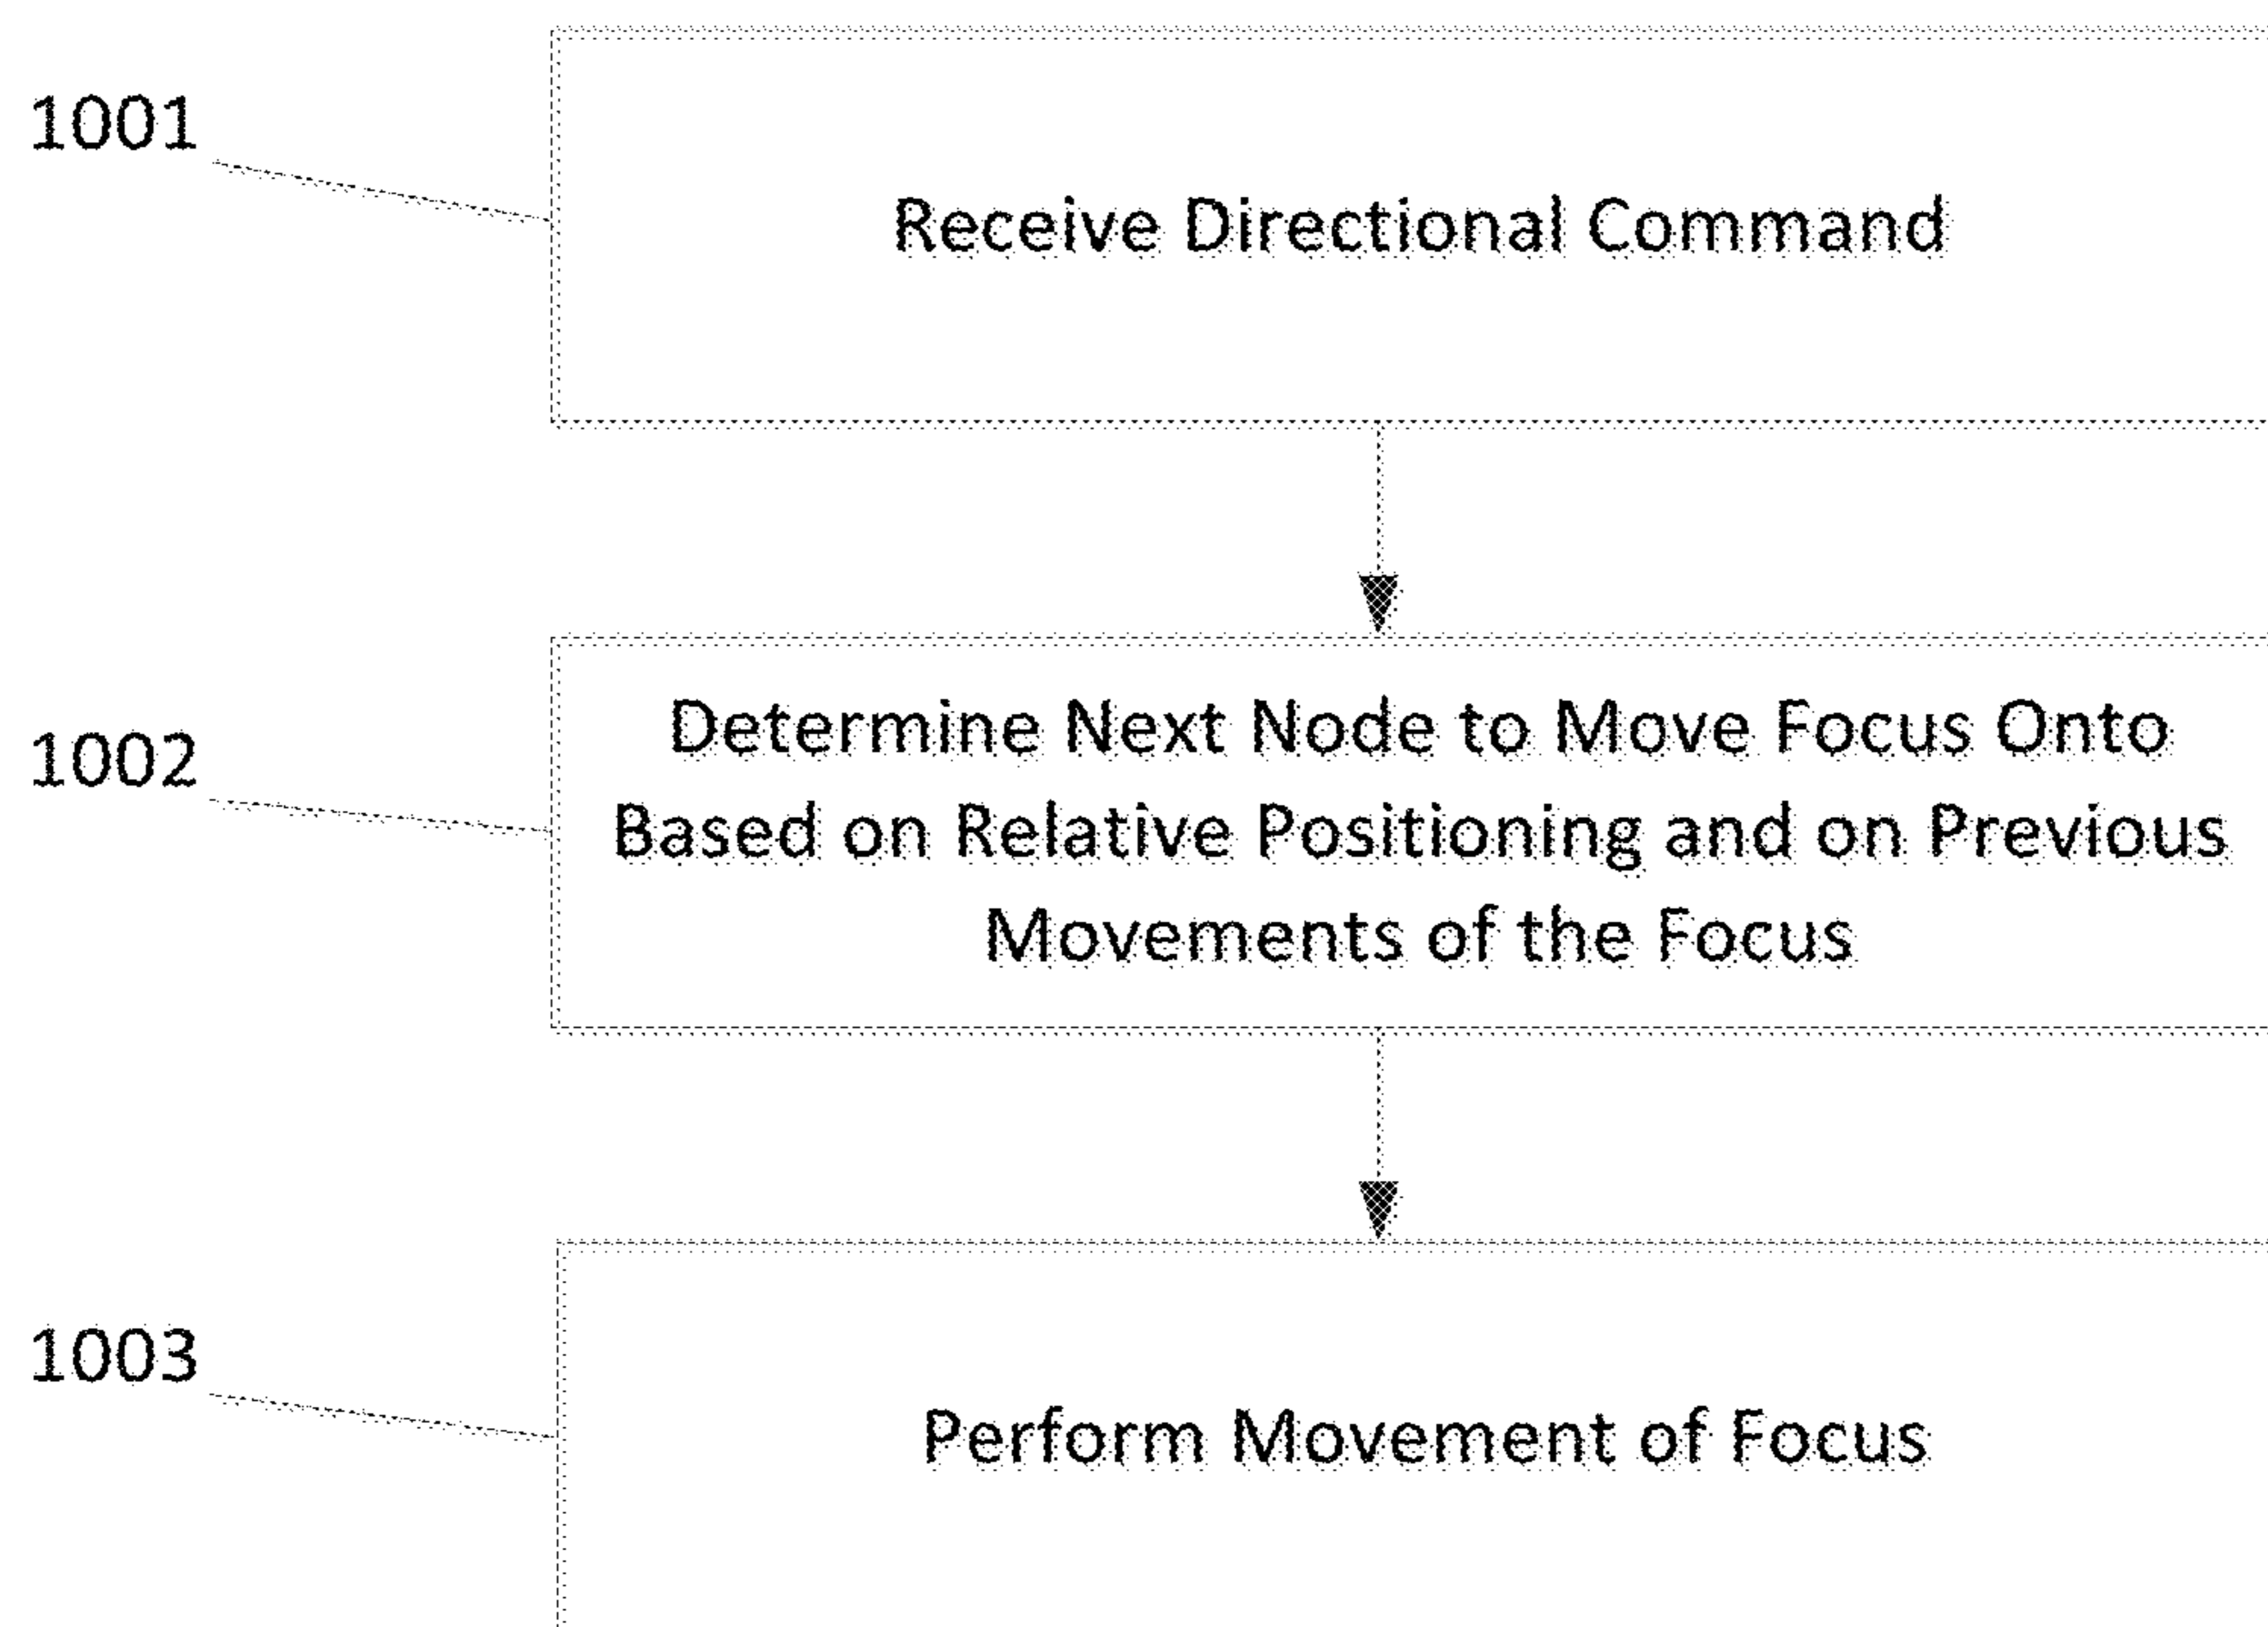 1001
Receive Directional Command
1002
Determine Next Node to Move Focus Onto
Based on Relative Positioning and on Previous
Movements of the Focus
1003
Perform Movement of Focus